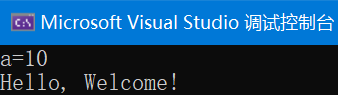 Microsoft Visual Studio 调试控制台
a=10
Hello, Welcome!